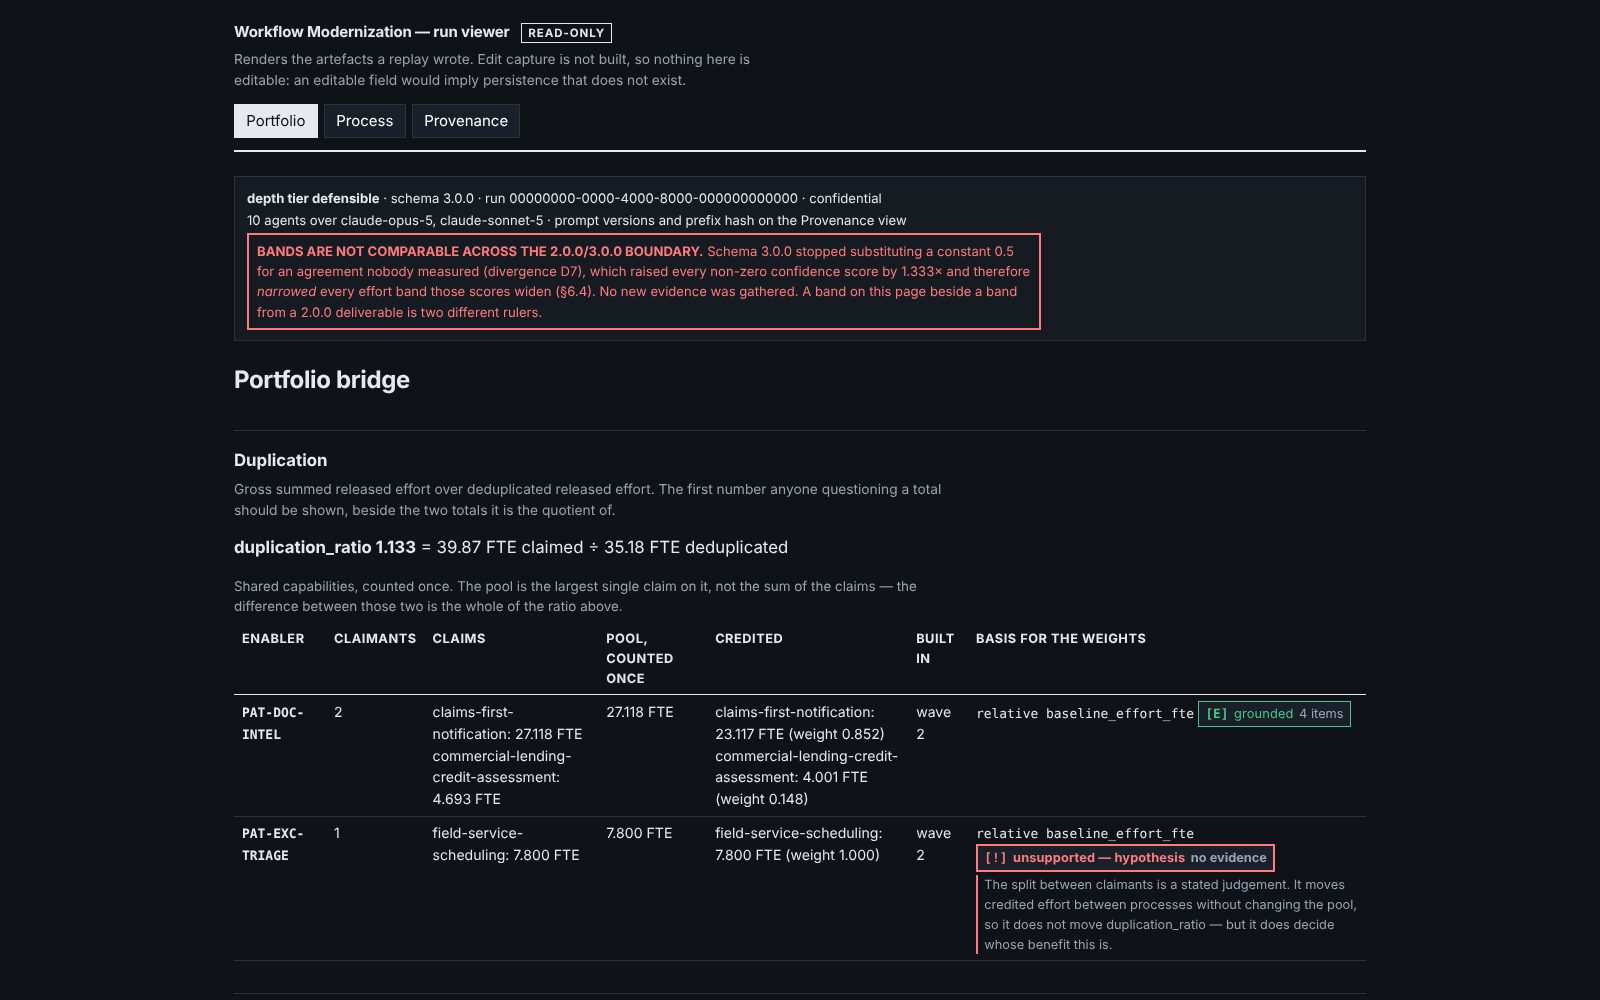 Workflow Modernization — run viewer READ-ONLY
Renders the artefacts a replay wrote. Edit capture is not built, so nothing here is
editable: an editable field would imply persistence that does not exist.
Portfolio Process Provenance
depth tier defensible · schema 3.0.0 · run 00000000-0000-4000-8000-000000000000 · confidential
10 agents over claude-opus-5, claude-sonnet-5 · prompt versions and prefix hash on the Provenance view
BANDS ARE NOT COMPARABLE ACROSS THE 2.0.0/3.0.0 BOUNDARY. Schema 3.0.0 stopped substituting a constant 0.5
for an agreement nobody measured (divergence D7), which raised every non-zero confidence score by 1.333× and therefore
narrowed every effort band those scores widen (§6.4). No new evidence was gathered. A band on this page beside a band
from a 2.0.0 deliverable is two different rulers.
Portfolio bridge
Duplication
Gross summed released effort over deduplicated released effort. The first number anyone questioning a total
should be shown, beside the two totals it is the quotient of.
duplication_ratio 1.133 = 39.87 FTE claimed ÷ 35.18 FTE deduplicated
Shared capabilities, counted once. The pool is the largest single claim on it, not the sum of the claims — the
difference between those two is the whole of the ratio above.
ENABLER CLAIMANTS CLAIMS POOL, CREDITED BUILT BASIS FOR THE WEIGHTS
COUNTED IN
ONCE
PAT-DOC- 2 claims-first- 27.118 FTE claims-first-notification: wave relative baseline_effort_fte [E] grounded 4 items
INTEL notification: 27.118 FTE 23.117 FTE (weight 0.852) 2
commercial-lending- commercial-lending-credit-
credit-assessment: assessment: 4.001 FTE
4.693 FTE (weight 0.148)
PAT-EXC- 1 field-service- 7.800 FTE field-service-scheduling: wave relative baseline_effort_fte
TRIAGE scheduling: 7.800 FTE 7.800 FTE (weight 1.000) 2
[!] unsupported — hypothesis no evidence
The split between claimants is a stated judgement. It moves
credited effort between processes without changing the pool,
so it does not move duplication_ratio — but it does decide
whose benefit this is.